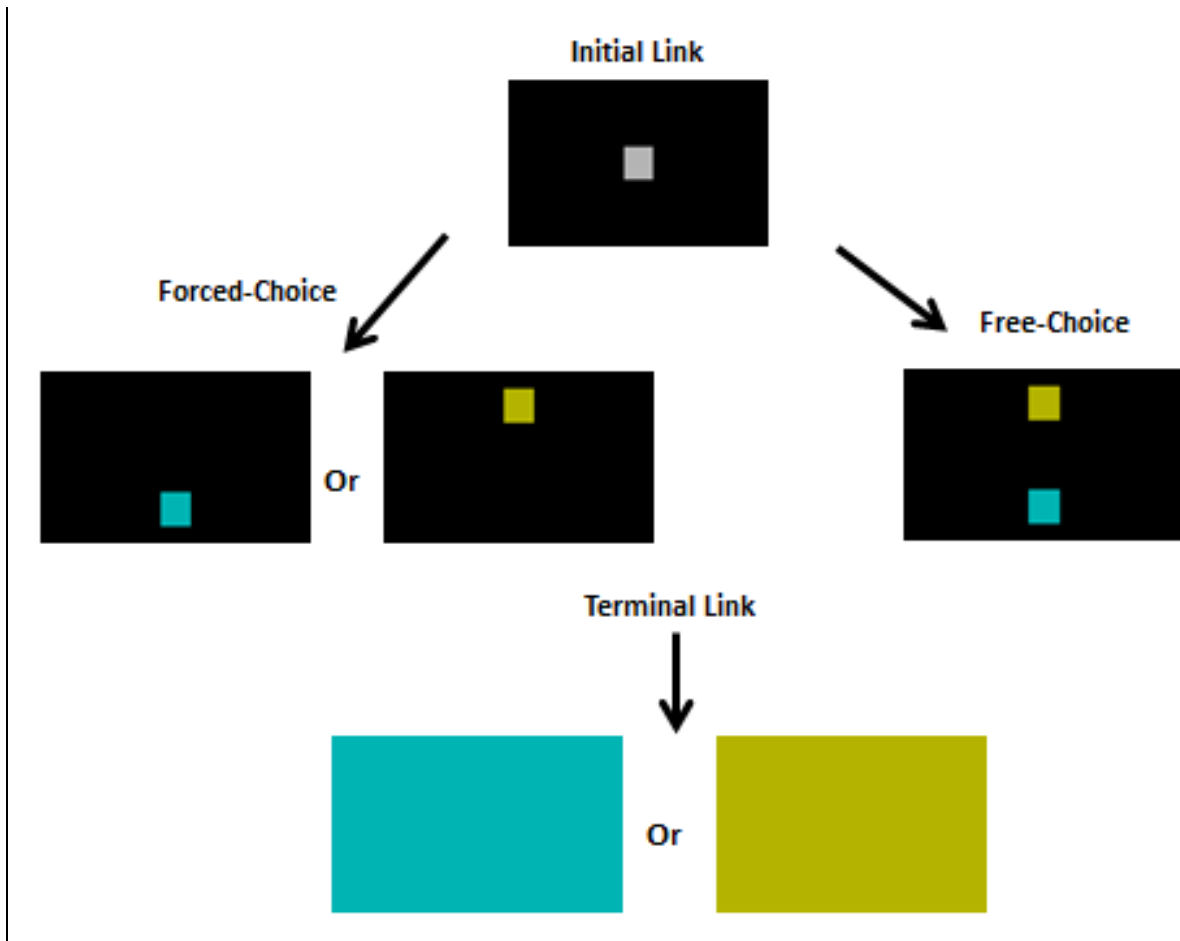 Initial Link
Forced-Choice
Free-Choice
Or
Terminal Link
Or